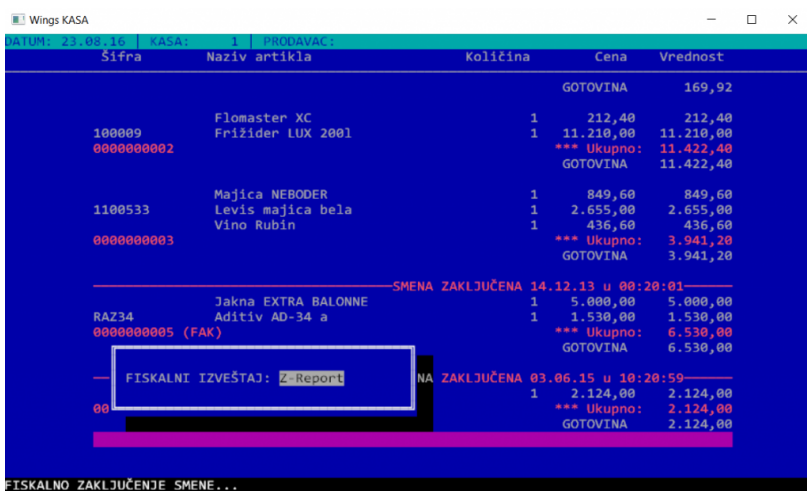 Wings KASA
DATUM: 23.08.16 | KASA: 1 | PRODAVAC:
Šifra Naziv artikla Količina Cena Vrednost
GOTOVINA 169,92
Flomaster XC 1 212,40 212,40
100009 Frižider LUX 200l 1 11.210,00 11.210,00
0000000002 *** Ukupno: 11.422,40
GOTOVINA 11.422,40
Majica NEBODER 1 849,60 849,60
1100533 Levis majica bela 1 2.655,00 2.655,00
Vino Rubin 1 436,60 436,60
0000000003 *** Ukupno: 3.941,20
GOTOVINA 3.941,20
SMENA ZAKLJUČENA 14.12.13 u 00:20:01
Jakna EXTRA BALONNE 1 5.000,00 5.000,00
RAZ34 Aditiv AD-34 a 1 1.530,00 1.530,00
0000000005 (FAK) *** Ukupno: 6.530,00
GOTOVINA 6.530,00
FISKALNI IZVEŠTAJ: Z-Report
NA ZAKLJUČENA 03.06.15 u 10:20:59
1 2.124,00 2.124,00
00 *** Ukupno: 2.124,00
GOTOVINA 2.124,00
FISKALNO ZAKLJUČENJE SMENE...